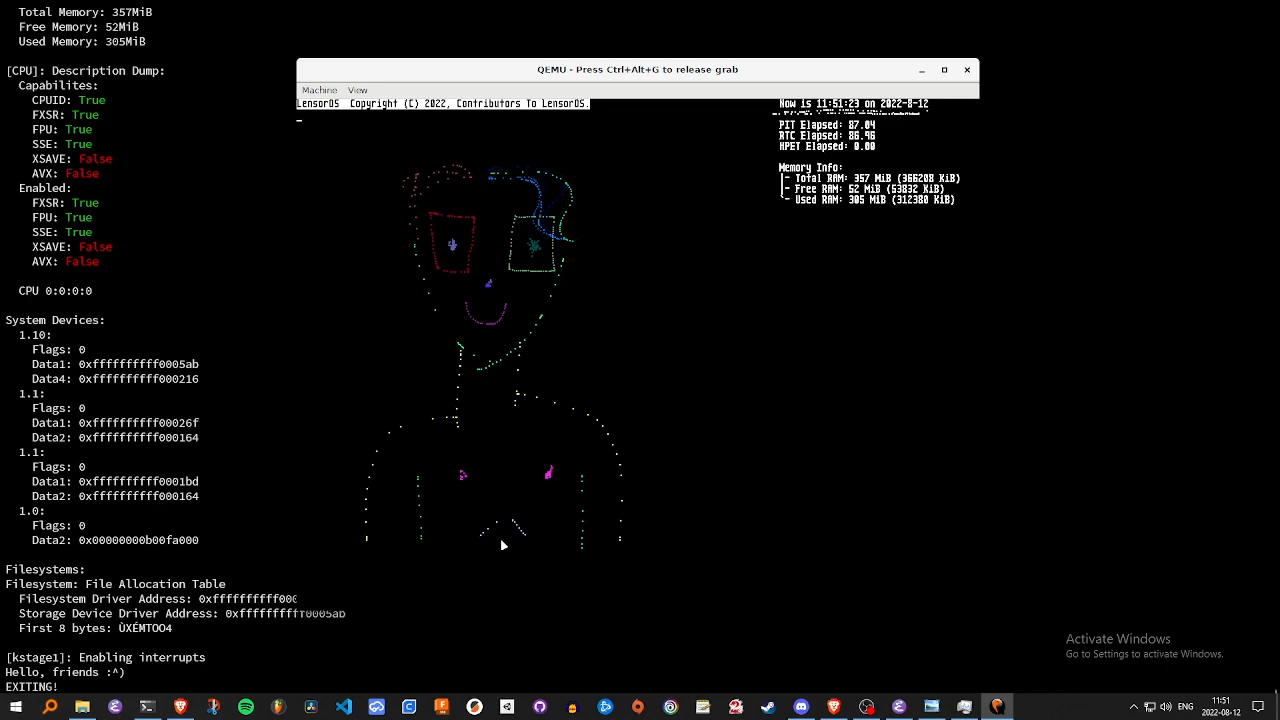 Total Memory: 357MiB
Free Memory: 52MiB
Used Memory: 305MiB
[CPU]: Description Dump:
Capabilites:
CPUID: True
FXSR: True
FPU: True
SSE: True
XSAVE: False
AVX: False
Enabled:
FXSR: True
FPU: True
SSE: True
XSAVE: False
AVX: False
CPU 0:0:0:0
System Devices:
1.10:
Flags: 0
Data1: 0xffffffffff0005ab
Data4: 0xffffffffff000216
1.1:
Flags: 0
Data1: 0xffffffffff00026f
Data2: 0xffffffffff000164
1.1:
Flags: 0
Data1: 0xffffffffff0001bd
Data2: 0xffffffffff000164
1.0:
Flags: 0
Data2: 0x00000000b00fa000
Filesystems:
Filesystem: File Allocation Table
Filesystem Driver Address: 0xffffffffff000
Storage Device Driver Address: 0xffffffffff0005ab
First 8 bytes: ÙXÉMTOO4
[kstage1]: Enabling interrupts
Hello, friends :^)
EXITING!
QEMU - Press Ctrl+Alt+G to release grab
Machine View
LensorOS Copyright (C) 2022, Contributors To LensorOS.
Now is 11:51:23 on 2022-8-12
PIT Elapsed: 87.04
RTC Elapsed: 86.96
HPET Elapsed: 0.00
Memory Info:
|- Total RAM: 357 MiB (366208 KiB)
|- Free RAM: 52 MiB (53832 KiB)
`- Used RAM: 305 MiB (312380 KiB)
Activate Windows
Go to Settings to activate Windows.
ENG
11:51
2022-08-12